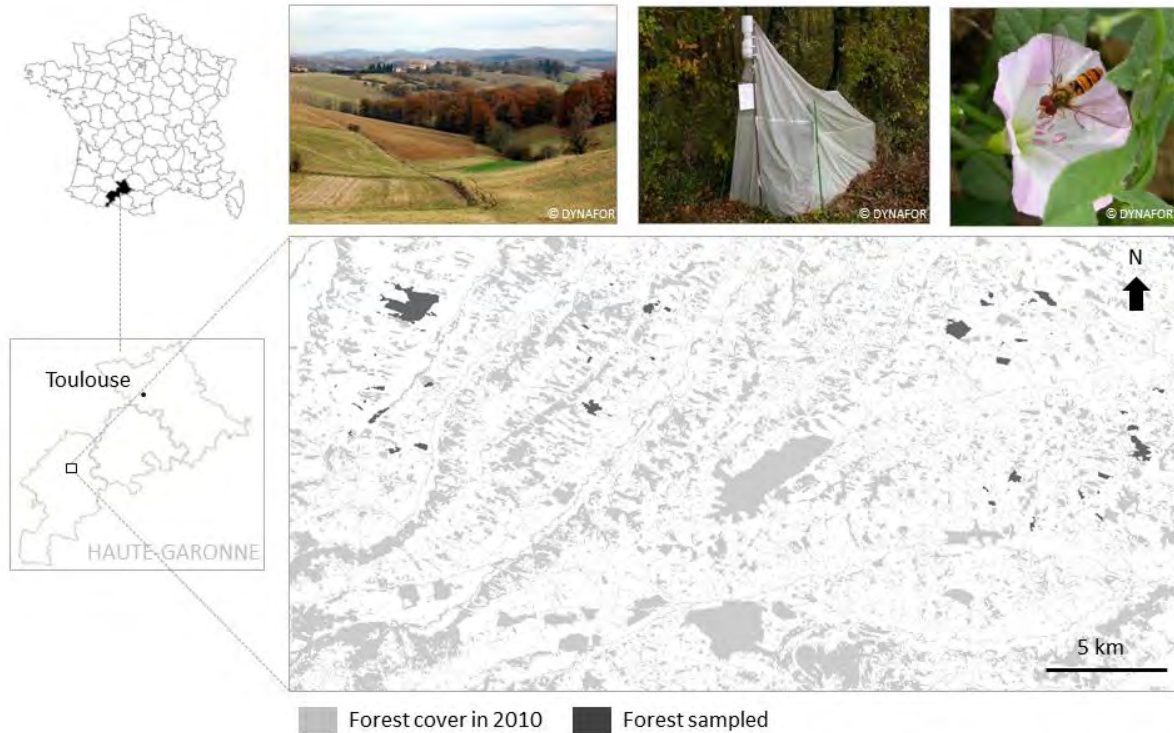 © DYNAFOR
© DYNAFOR
© DYNAFOR
N
Toulouse
HAUTE-GARONNE
5 km
Forest cover in 2010
Forest sampled